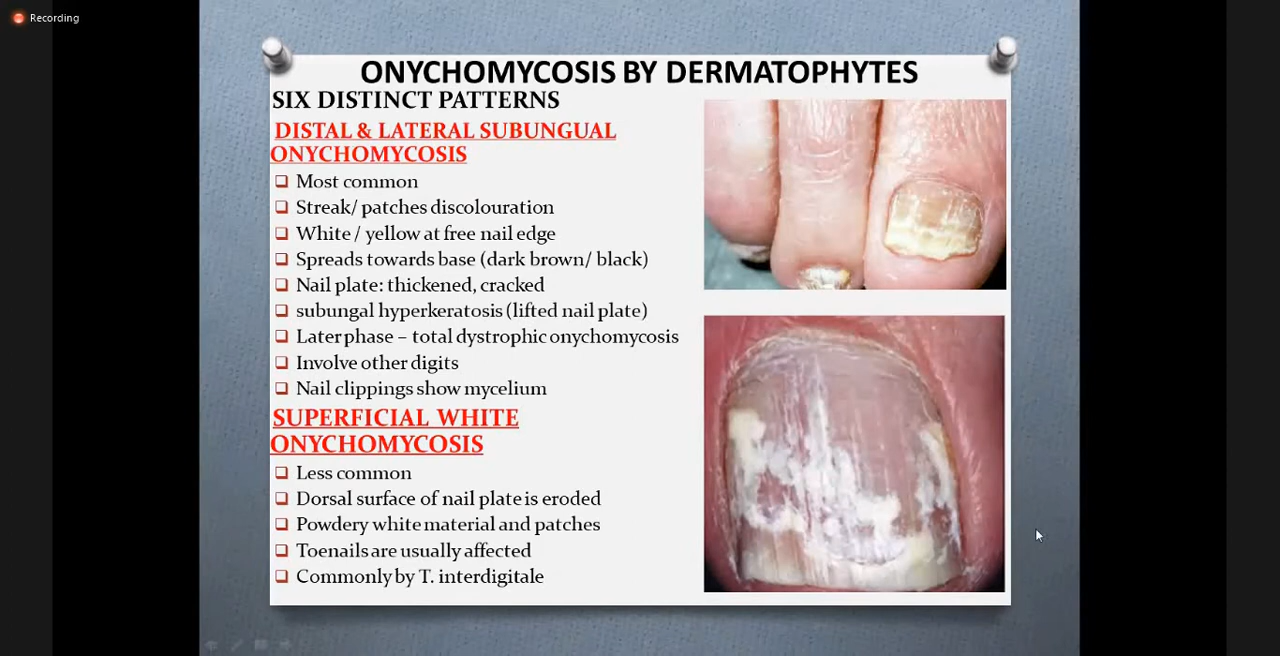 Recording
ONYCHOMYCOSIS BY DERMATOPHYTES
SIX DISTINCT PATTERNS
DISTAL & LATERAL SUBUNGUAL
ONYCHOMYCOSIS
Most common
Streak/ patches discolouration
White / yellow at free nail edge
Spreads towards base (dark brown/ black)
Nail plate: thickened, cracked
subungal hyperkeratosis (lifted nail plate)
Later phase – total dystrophic onychomycosis
Involve other digits
Nail clippings show mycelium
SUPERFICIAL WHITE
ONYCHOMYCOSIS
Less common
Dorsal surface of nail plate is eroded
Powdery white material and patches
Toenails are usually affected
Commonly by T. interdigitale